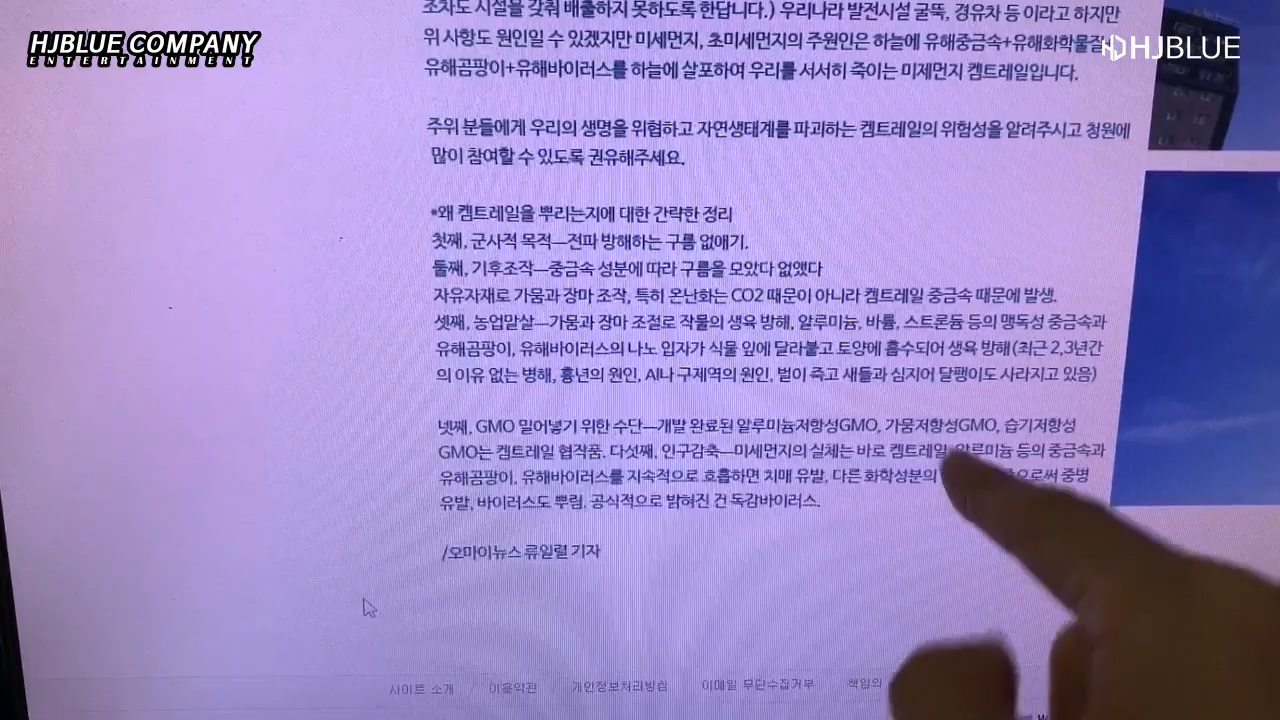 HJBLUE COMPANY
ENTERTAINMENT
HJBLUE
조차도 시설을 갖춰 배출하지 못하도록 한답니다.) 우리나라 발전시설 굴뚝, 경유차 등 이라고 하지만
위 사항도 원인일 수 있겠지만 미세먼지, 초미세먼지의 주원인은 하늘에 유해중금속+유해화학물질
유해곰팡이+유해바이러스를 하늘에 살포하여 우리를 서서히 죽이는 미제먼지 켐트레일입니다.
주위 분들에게 우리의 생명을 위협하고 자연생태계를 파괴하는 켐트레일의 위험성을 알려주시고 청원에
많이 참여할 수 있도록 권유해주세요.
*왜 켐트레일을 뿌리는지에 대한 간략한 정리
첫째, 군사적 목적—전파 방해하는 구름 없애기.
둘째, 기후조작—중금속 성분에 따라 구름을 모았다 없앴다
자유자재로 가뭄과 장마 조작, 특히 온난화는 CO2 때문이 아니라 켐트레일 중금속 때문에 발생.
셋째, 농업말살—가뭄과 장마 조절로 작물의 생육 방해, 알루미늄, 바륨, 스트론튬 등의 맹독성 중금속과
유해곰팡이, 유해바이러스의 나노 입자가 식물 잎에 달라붙고 토양에 흡수되어 생육 방해(최근 2,3년간
의 이유 없는 병해, 흉년의 원인, AI나 구제역의 원인, 벌이 죽고 새들과 심지어 달팽이도 사라지고 있음)
넷째, GMO 밀어넣기 위한 수단—개발 완료된 알루미늄저항성GMO, 가뭄저항성GMO, 습기저항성
GMO는 켐트레일 협작품. 다섯째, 인구감축—미세먼지의 실체는 바로 켐트레일, 알루미늄 등의 중금속과
유해곰팡이, 유해바이러스를 지속적으로 호흡하면 치매 유발, 다른 화학성분의 으로써 중병
유발, 바이러스도 뿌림. 공식적으로 밝혀진 건 독감바이러스.
/오마이뉴스 류일렬 기자
사이트 소개 / 이용약관 / 개인정보처리방침 / 이메일 무단수집거부 / 책임의